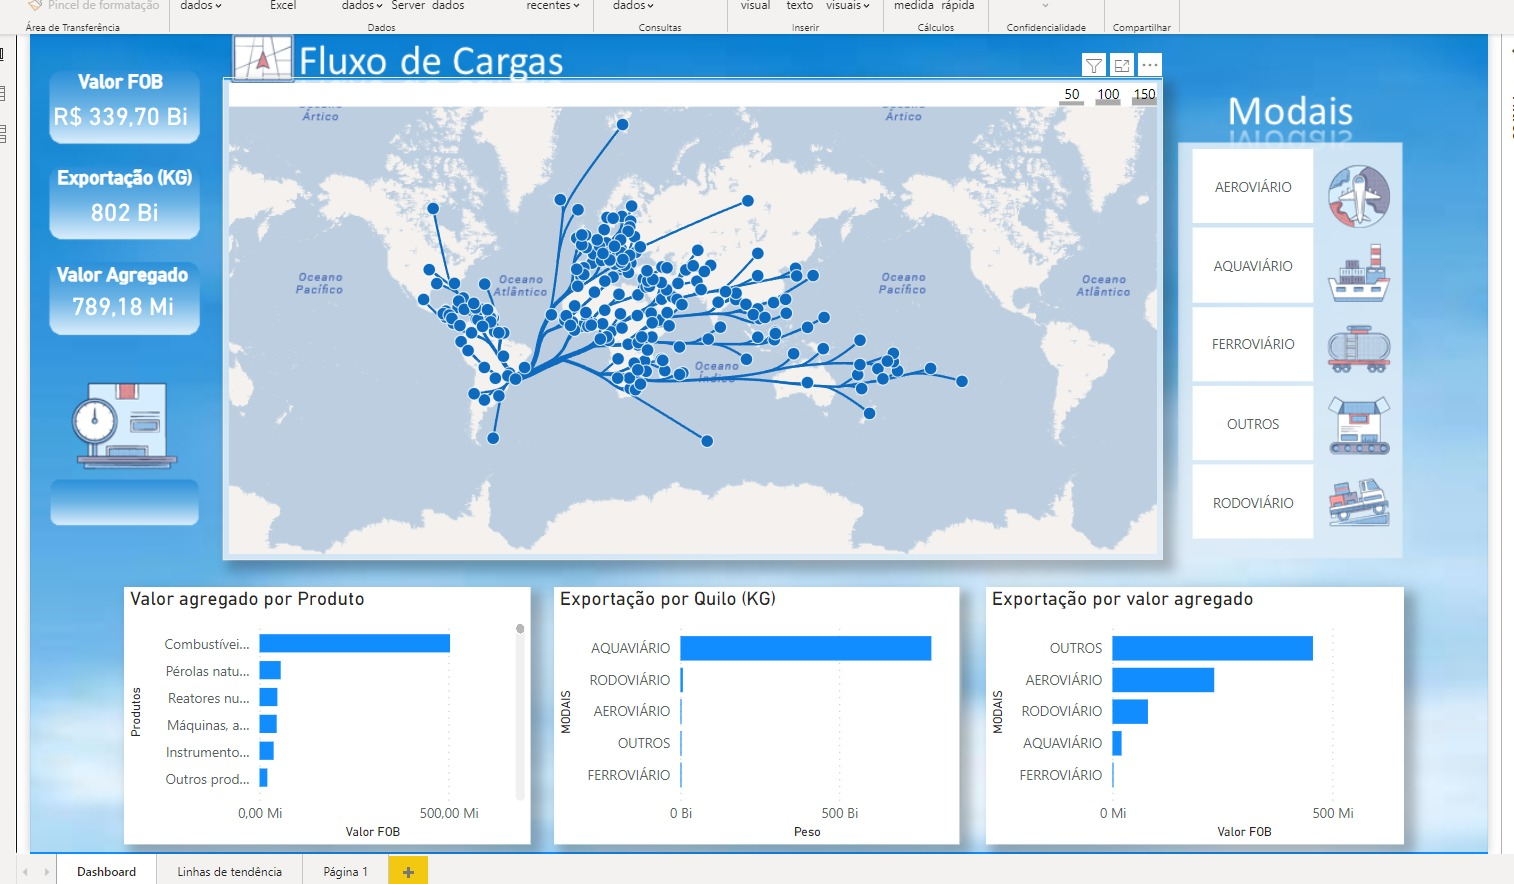 Pincel de formatação
dados
Excel
dados
Server
dados
recentes
dados
visual
texto
visuais
medida
rápida
Área de Transferência
Dados
Consultas
Inserir
Cálculos
Confidencialidade
Compartilhar
Fluxo de Cargas
Valor FOB
R$ 339,70 Bi
Exportação (KG)
802 Bi
Valor Agregado
789,18 Mi
50
100
150
Oceano
Ártico
Oceano
Ártico
Oceano
Pacífico
Oceano
Atlântico
Oceano
Pacífico
Oceano
Atlântico
Oceano
Índico
Modais
AEROVIÁRIO
AQUAVIÁRIO
FERROVIÁRIO
OUTROS
RODOVIÁRIO
Valor agregado por Produto
Produtos
Combustívei...
Pérolas natu...
Reatores nu...
Máquinas, a...
Instrumento...
Outros prod...
0,00 Mi
500,00 Mi
Valor FOB
Exportação por Quilo (KG)
MODAIS
AQUAVIÁRIO
RODOVIÁRIO
AEROVIÁRIO
OUTROS
FERROVIÁRIO
0 Bi
500 Bi
Peso
Exportação por valor agregado
MODAIS
OUTROS
AEROVIÁRIO
RODOVIÁRIO
AQUAVIÁRIO
FERROVIÁRIO
0 Mi
500 Mi
Valor FOB
Dashboard
Linhas de tendência
Página 1